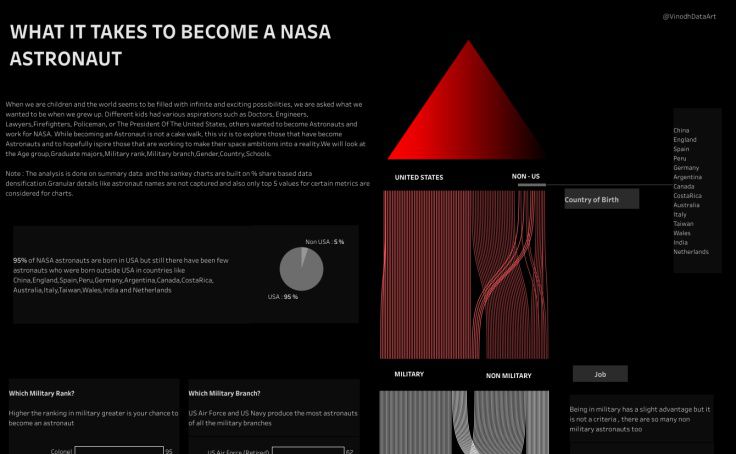 @VinodhDataArt
WHAT IT TAKES TO BECOME A NASA
ASTRONAUT
When we are children and the world seems to be filled with infinite and exciting possibilities, we are asked what we
wanted to be when we grew up. Different kids had various aspirations such as Doctors, Engineers,
Lawyers,Firefighters, Policeman, or The President Of The United States, others wanted to become Astronauts and
work for NASA. While becoming an Astronaut is not a cake walk, this viz is to explore those that have become
Astronauts and to hopefully ispire those that are working to make their space ambitions into a reality.We will look at
the Age group,Graduate majors,Military rank,Military branch,Gender,Country,Schools.
Note : The analysis is done on summary data and the sankey charts are built on % share based data
densification.Granular details like astronaut names are not captured and also only top 5 values for certain metrics are
considered for charts.
UNITED STATES
NON - US
Country of Birth
China
England
Spain
Peru
Germany
Argentina
Canada
CostaRica
Australia
Italy
Taiwan
Wales
India
Netherlands
95% of NASA astronauts are born in USA but still there have been few
astronauts who were born outside USA in countries like
China,England,Spain,Peru,Germany,Argentina,Canada,CostaRica,
Australia,Italy,Taiwan,Wales,India and Netherlands
Non USA : 5 %
USA : 95 %
MILITARY
NON MILITARY
Job
Which Military Rank?
Higher the ranking in military greater is your chance to
become an astronaut
Colonel
95
Which Military Branch?
US Air Force and US Navy produce the most astronauts
of all the military branches
US Air Force (Retired)
62
Being in military has a slight advantage but it
is not a criteria , there are so many non
military astronauts too